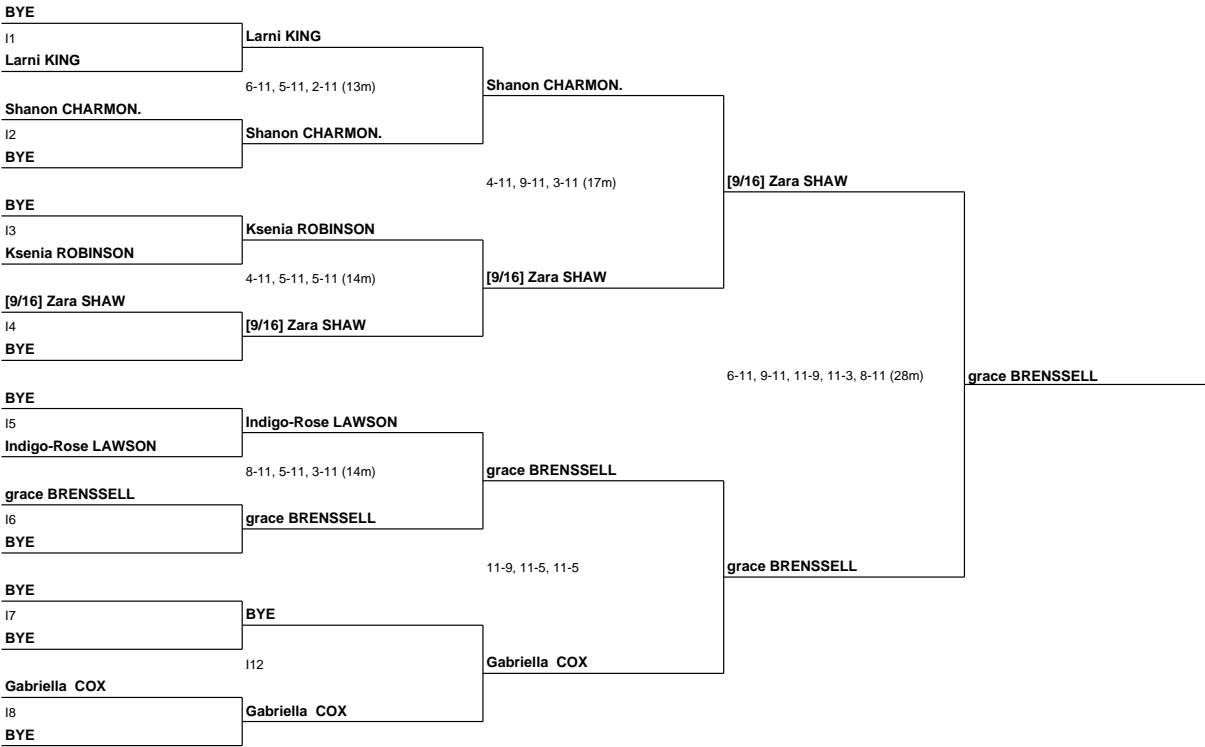 BYE
I1
Larni KING
Larni KING
6-11, 5-11, 2-11 (13m)
Shanon CHARMON.
Shanon CHARMON.
I2
BYE
Shanon CHARMON.
4-11, 9-11, 3-11 (17m)
[9/16] Zara SHAW
BYE
I3
Ksenia ROBINSON
Ksenia ROBINSON
4-11, 5-11, 5-11 (14m)
[9/16] Zara SHAW
[9/16] Zara SHAW
I4
BYE
[9/16] Zara SHAW
6-11, 9-11, 11-9, 11-3, 8-11 (28m)
grace BRENSSELL
BYE
I5
Indigo-Rose LAWSON
Indigo-Rose LAWSON
8-11, 5-11, 3-11 (14m)
grace BRENSSELL
grace BRENSSELL
I6
BYE
grace BRENSSELL
11-9, 11-5, 11-5
grace BRENSSELL
BYE
I7
BYE
BYE
I12
Gabriella  COX
Gabriella  COX
I8
BYE
Gabriella  COX